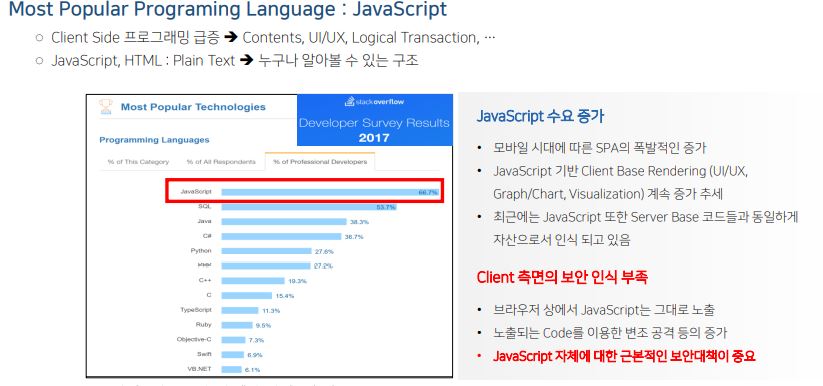 Most Popular Programing Language : JavaScript
○ Client Side 프로그래밍 급증 ➔ Contents, UI/UX, Logical Transaction, …
○ JavaScript, HTML : Plain Text ➔ 누구나 알아볼 수 있는 구조
Most Popular Technologies
stackoverflow
Developer Survey Results
2017
Programming Languages
% of This Category % of All Respondents % of Professional Developers
JavaScript 66.7%
SQL 53.7%
Java 38.3%
C# 36.7%
Python 27.6%
27.2%
C++ 19.3%
C 15.4%
TypeScript 11.3%
Ruby 9.5%
Objective-C 7.3%
Swift 6.9%
VB.NET 6.1%
JavaScript 수요 증가
• 모바일 시대에 따른 SPA의 폭발적인 증가
• JavaScript 기반 Client Base Rendering (UI/UX,
Graph/Chart, Visualization) 계속 증가 추세
• 최근에는 JavaScript 또한 Server Base 코드들과 동일하게
자산으로서 인식 되고 있음
Client 측면의 보안 인식 부족
• 브라우저 상에서 JavaScript는 그대로 노출
• 노출되는 Code를 이용한 변조 공격 등의 증가
• JavaScript 자체에 대한 근본적인 보안대책이 중요